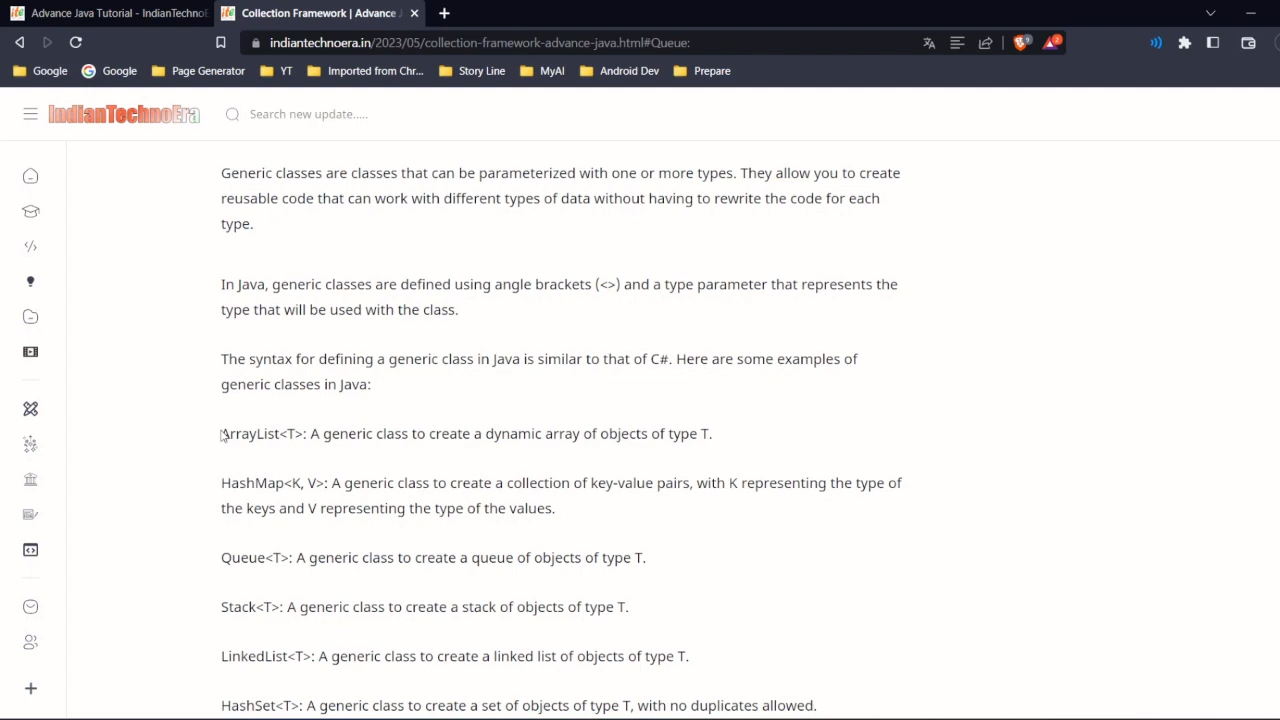 Advance Java Tutorial - IndianTechnoE
Collection Framework | Advance J
indiantechnoera.in/2023/05/collection-framework-advance-java.html#Queue:
9
2
Google
Google
Page Generator
YT
Imported from Chr...
Story Line
MyAI
Android Dev
Prepare
IndianTechnoEra
Search new update.....
Generic classes are classes that can be parameterized with one or more types. They allow you to create
reusable code that can work with different types of data without having to rewrite the code for each
type.
In Java, generic classes are defined using angle brackets (<>) and a type parameter that represents the
type that will be used with the class.
The syntax for defining a generic class in Java is similar to that of C#. Here are some examples of
generic classes in Java:
ArrayList<T>: A generic class to create a dynamic array of objects of type T.
HashMap<K, V>: A generic class to create a collection of key-value pairs, with K representing the type of
the keys and V representing the type of the values.
Queue<T>: A generic class to create a queue of objects of type T.
Stack<T>: A generic class to create a stack of objects of type T.
LinkedList<T>: A generic class to create a linked list of objects of type T.
HashSet<T>: A generic class to create a set of objects of type T, with no duplicates allowed.